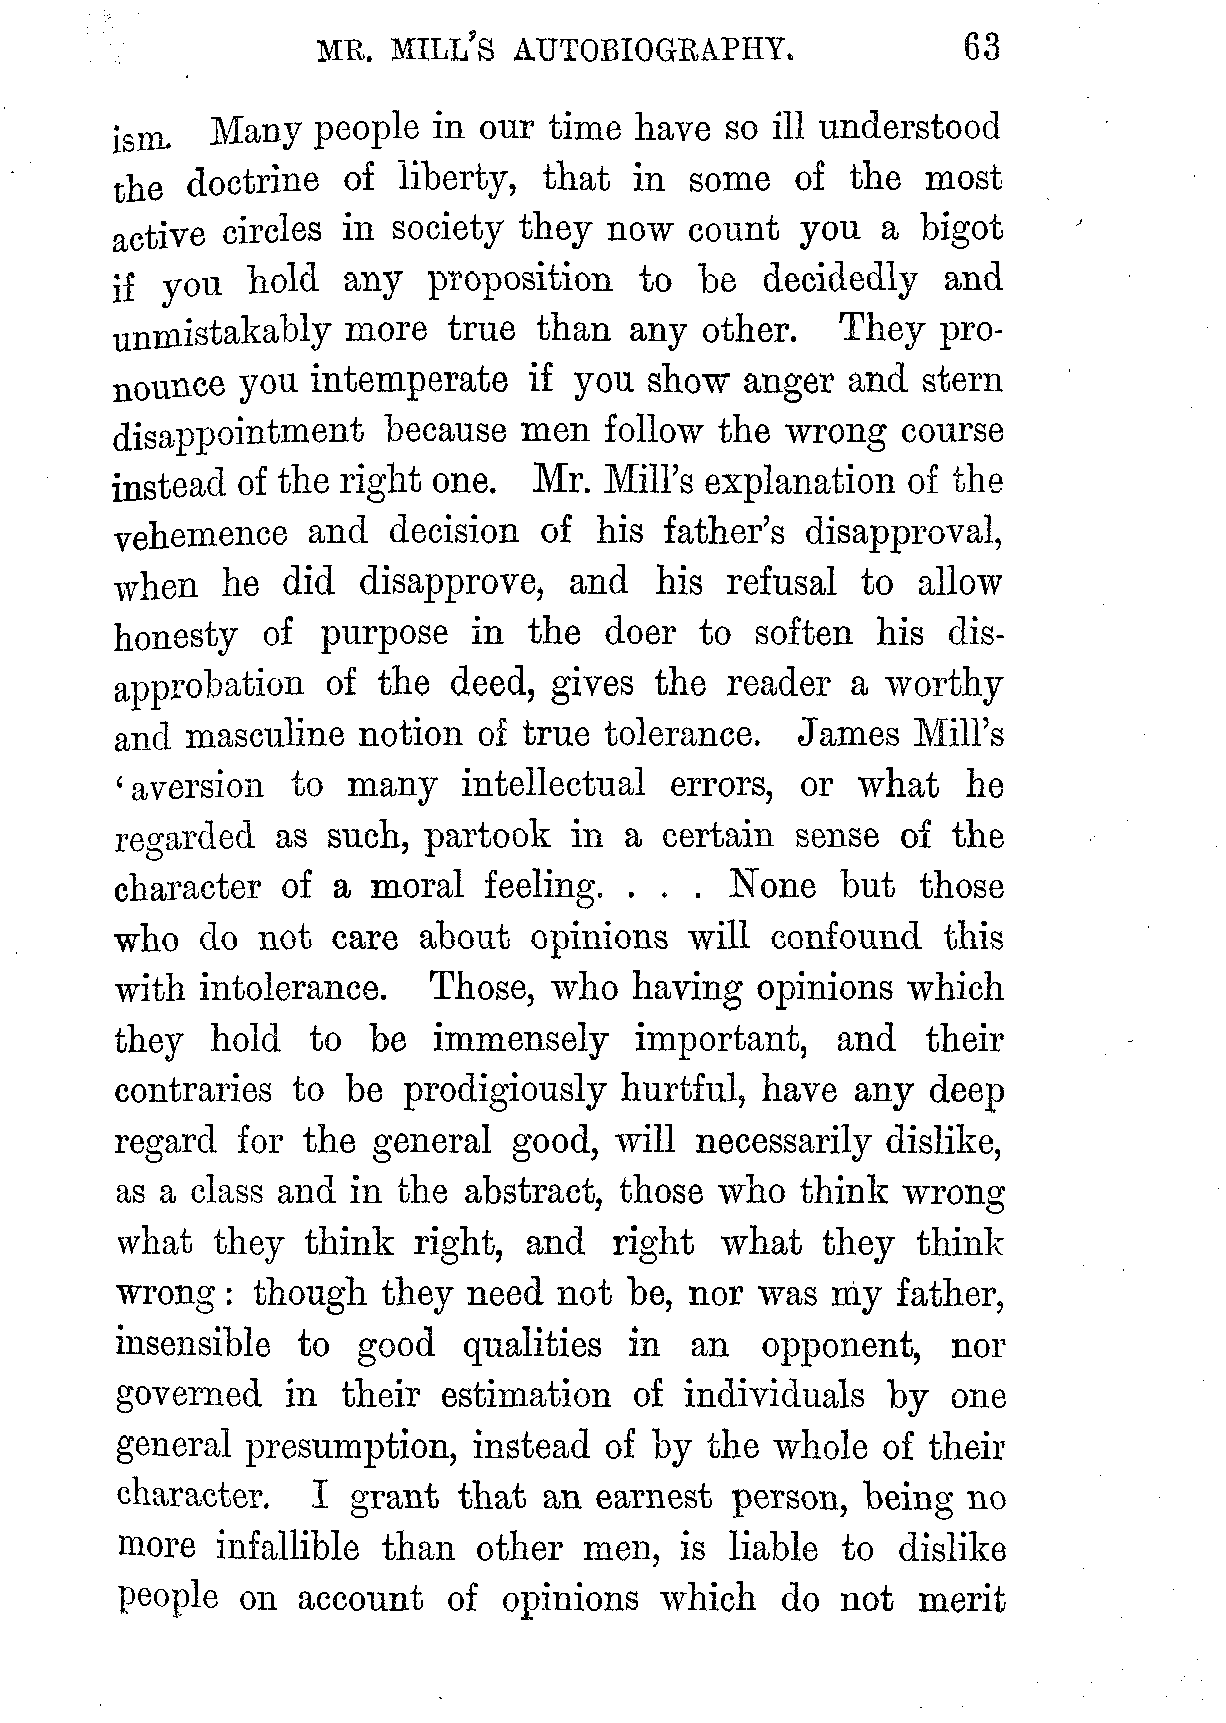 MR. MILL'S AUTOBIOGRAPHY. 63
ism. Many people in our time have so ill understood
the doctrine of liberty, that in some of the most
active circles in society they now count you a bigot
if you hold any proposition to be decidedly and
unmistakably more true than any other. They pro-
nounce you intemperate if you show anger and stern
disappointment because men follow the wrong course
instead of the right one. Mr. Mill's explanation of the
vehemence and decision of his father's disapproval,
when he did disapprove, and his refusal to allow
honesty of purpose in the doer to soften his dis-
approbation of the deed, gives the reader a worthy
and masculine notion of true tolerance. James Mill's
‘aversion to many intellectual errors, or what he
regarded as such, partook in a certain sense of the
character of a moral feeling. . . . None but those
who do not care about opinions will confound this
with intolerance. Those, who having opinions which
they hold to be immensely important, and their
contraries to be prodigiously hurtful, have any deep
regard for the general good, will necessarily dislike,
as a class and in the abstract, those who think wrong
what they think right, and right what they think
wrong : though they need not be, nor was my father,
insensible to good qualities in an opponent, nor
governed in their estimation of individuals by one
general presumption, instead of by the whole of their
character. I grant that an earnest person, being no
more infallible than other men, is liable to dislike
people on account of opinions which do not merit